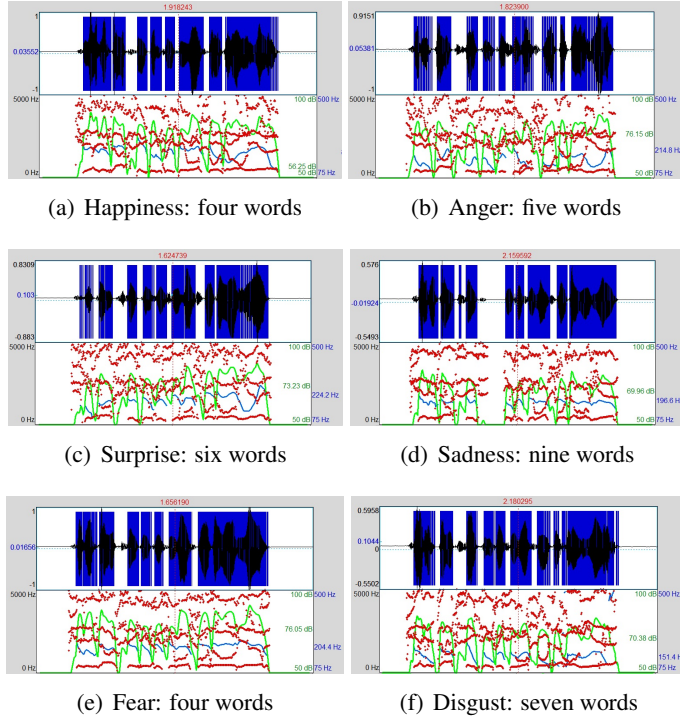 1.918243
1
0.03552
-1
5000 Hz
100 dB 500 Hz
56.25 dB
0 Hz
50 dB 75 Hz
(a) Happiness: four words
1.823900
0.9151
0.05381
-1
5000 Hz
100 dB 500 Hz
76.15 dB
214.8
0 Hz
50 dB 75 Hz
(b) Anger: five words
1.624739
0.8309
0.103
-0.883
5000 Hz
100 dB 500 Hz
73.23 dB
224.2 Hz
0 Hz
50 dB 75 Hz
(c) Surprise: six words
2.159592
0.576
-0.01924
-0.5493
5000 Hz
100 dB 500 Hz
69.96 dB
196.6 Hz
0 Hz
50 dB 75 Hz
(d) Sadness: nine words
1.656190
1
0.01656
-1
5000 Hz
100 dB 500 Hz
76.05 dB
204.4 Hz
0 Hz
50 dB 75 Hz
(e) Fear: four words
2.180295
0.5958
0.1044
0
-0.5502
5000 Hz
100 dB 500 Hz
70.38 dB
151.4 Hz
0 Hz
50 dB 75 Hz
(f) Disgust: seven words